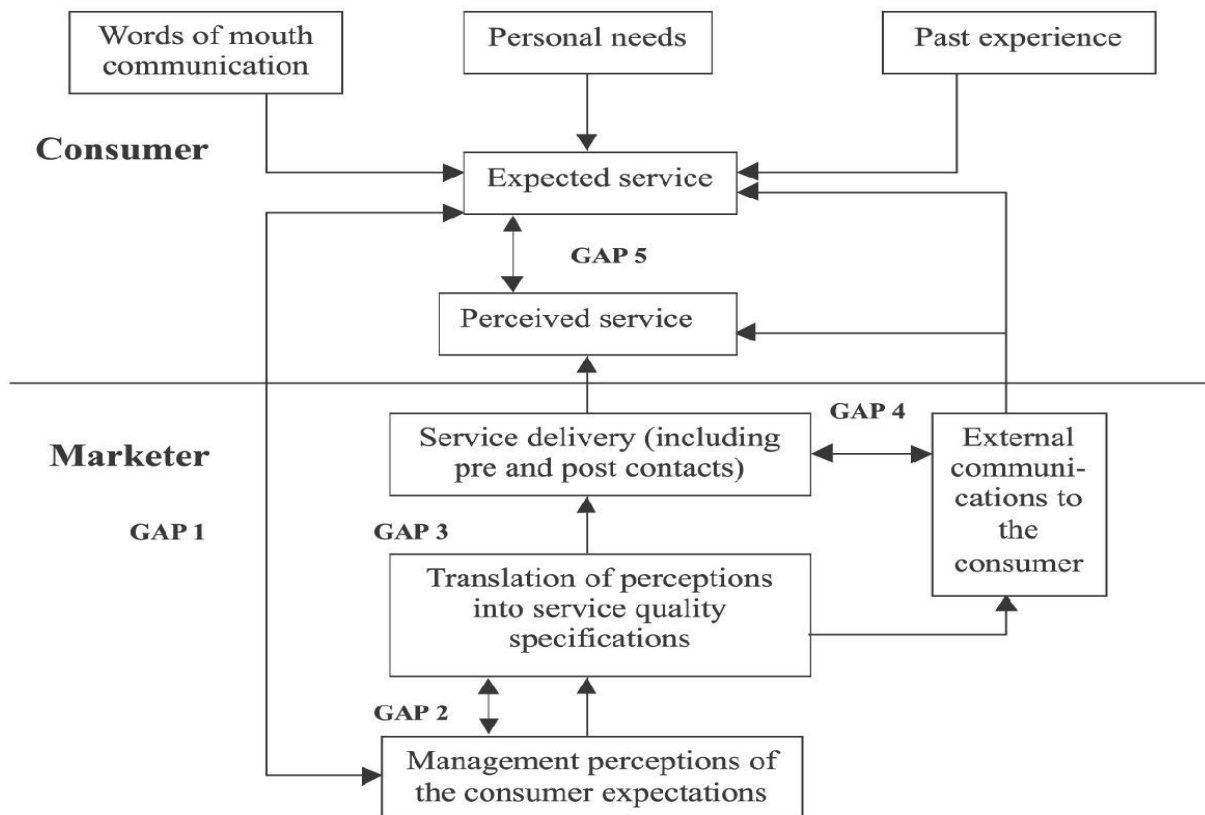 Words of mouth
communication
Personal needs
Past experience
Consumer
Expected service
GAP 5
Perceived service
GAP 4
Service delivery (including
pre and post contacts)
External
communi-
cations to
the
consumer
Marketer
GAP 1
GAP 3
Translation of perceptions
into service quality
specifications
GAP 2
Management perceptions of
the consumer expectations